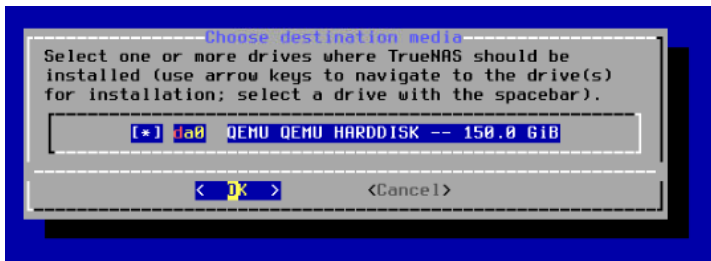 Choose destination media
Select one or more drives where TrueNAS should be
installed (use arrow keys to navigate to the drive(s)
for installation; select a drive with the spacebar).
[*] da0 QEMU QEMU HARDDISK -- 150.0 GiB
< OK > <Cancel>